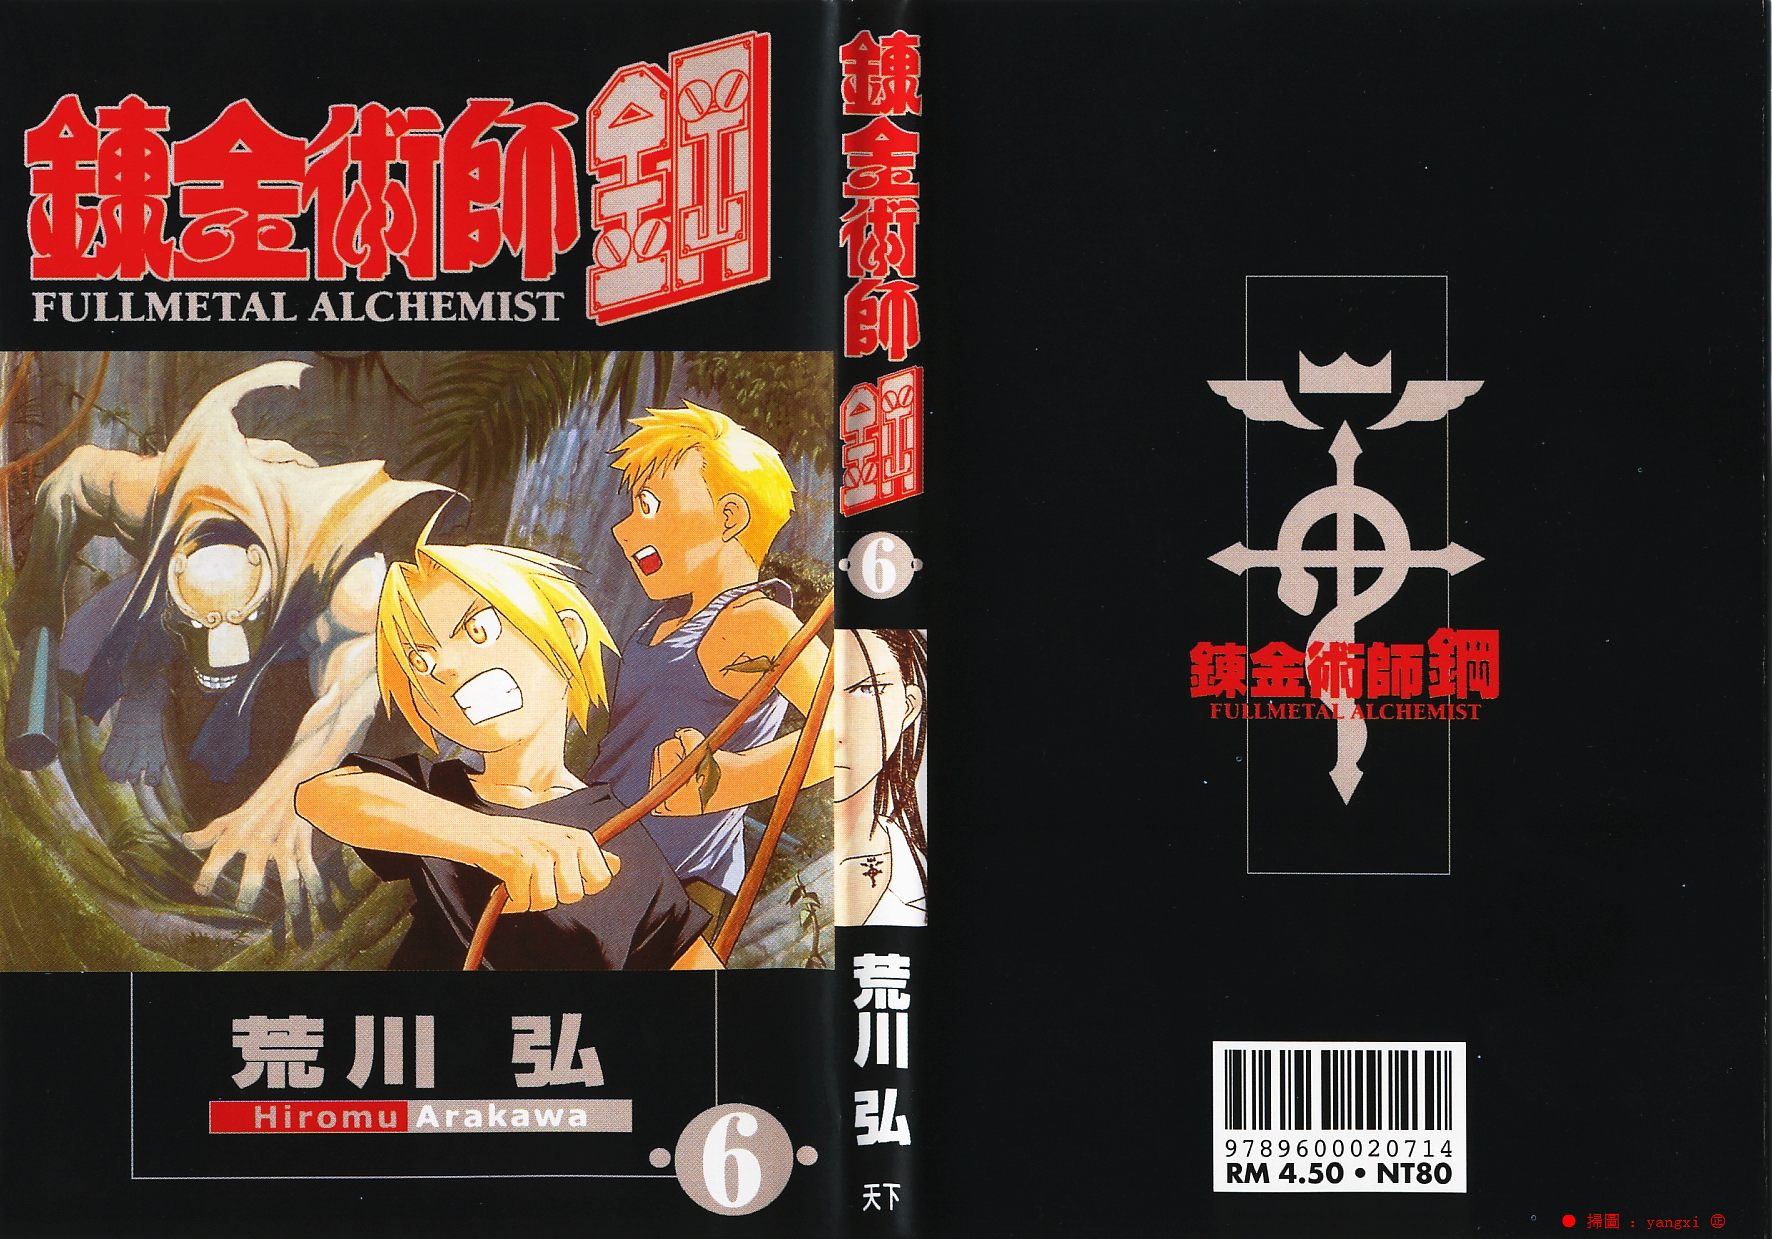 鍊金術師 鋼
FULLMETAL ALCHEMIST
荒川 弘
Hiromu Arakawa
6
鍊金術師 鋼
6
荒川 弘
天下
鍊金術師鋼
FULLMETAL ALCHEMIST
9789600020714
RM 4.50 • NT80
● 掃圖 : yangxi ㊣